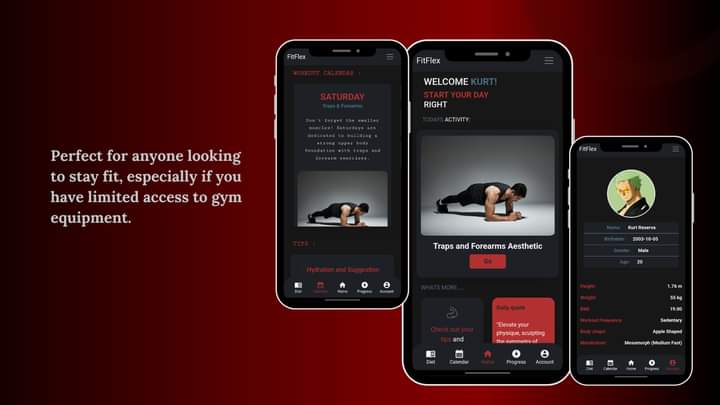 Perfect for anyone looking
to stay fit, especially if you
have limited access to gym
equipment.
FitFlex
WORKOUT CALENDAR :
SATURDAY
Traps & Forearms
Don't forget the smaller
muscles! Saturdays are
dedicated to building a
strong upper body
foundation with traps and
forearm exercises.
TIPS :
Hydration and Suggestion
Diet Calendar Home Progress Account
FitFlex
WELCOME KURT!
START YOUR DAY
RIGHT
TODAYS ACTIVITY:
Traps and Forearms Aesthetic
Go
WHATS MORE....
Check out your
tips and
Daily quote
"Elevate your
physique, sculpting
the symphony of
Diet Calendar Home Progress Account
FitFlex
Name: Kurt Reserva
Birthdate: 2003-10-05
Gender: Male
Age: 20
Height 1.76 m
Weight: 55 kg
BMI: 19.00
Workout Frequency: Sedentary
Body shape: Apple Shaped
Metabolism: Mesomorph (Medium Fast)
Diet Calendar Home Progress Account